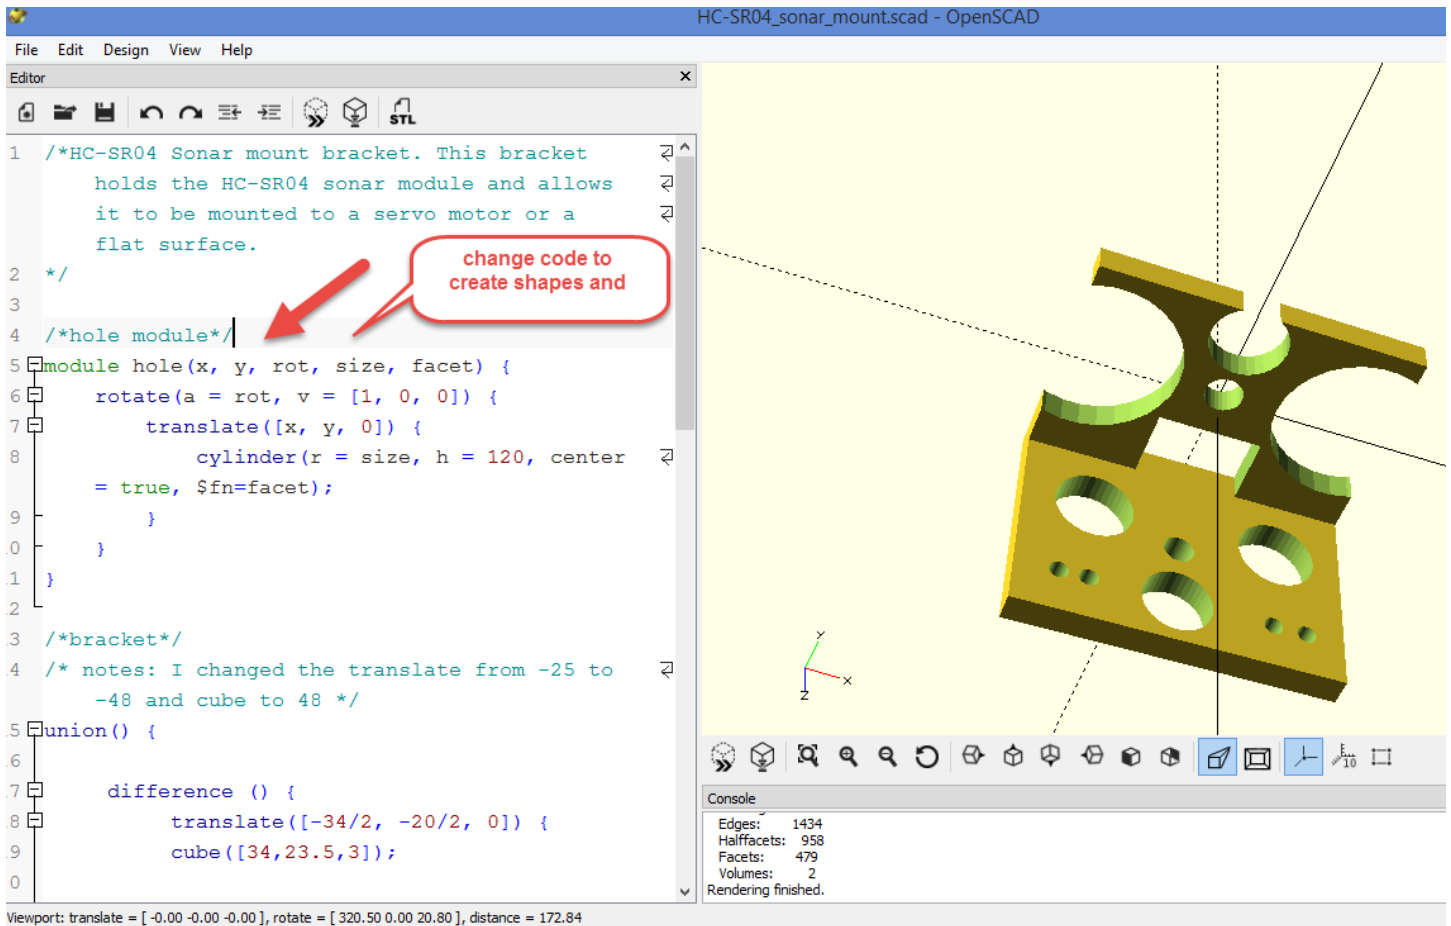 HC-SR04_sonar_mount.scad - OpenSCAD
File Edit Design View Help
Editor
STL
1 /*HC-SR04 Sonar mount bracket. This bracket
holds the HC-SR04 sonar module and allows
it to be mounted to a servo motor or a
flat surface.
2 */
3
4 /*hole module*/
5 module hole(x, y, rot, size, facet) {
6 rotate(a = rot, v = [1, 0, 0]) {
7 translate([x, y, 0]) {
8 cylinder(r = size, h = 120, center
= true, $fn=facet);
9 }
0 }
1 }
2
3 /*bracket*/
4 /* notes: I changed the translate from -25 to
-48 and cube to 48 */
5 union() {
6
7 difference () {
8 translate([-34/2, -20/2, 0]) {
9 cube([34,23.5,3]);
0
change code to
create shapes and
y
x
z
10
Console
Edges: 1434
Halffacets: 958
Facets: 479
Volumes: 2
Rendering finished.
Viewport: translate = [ -0.00 -0.00 -0.00 ], rotate = [ 320.50 0.00 20.80 ], distance = 172.84